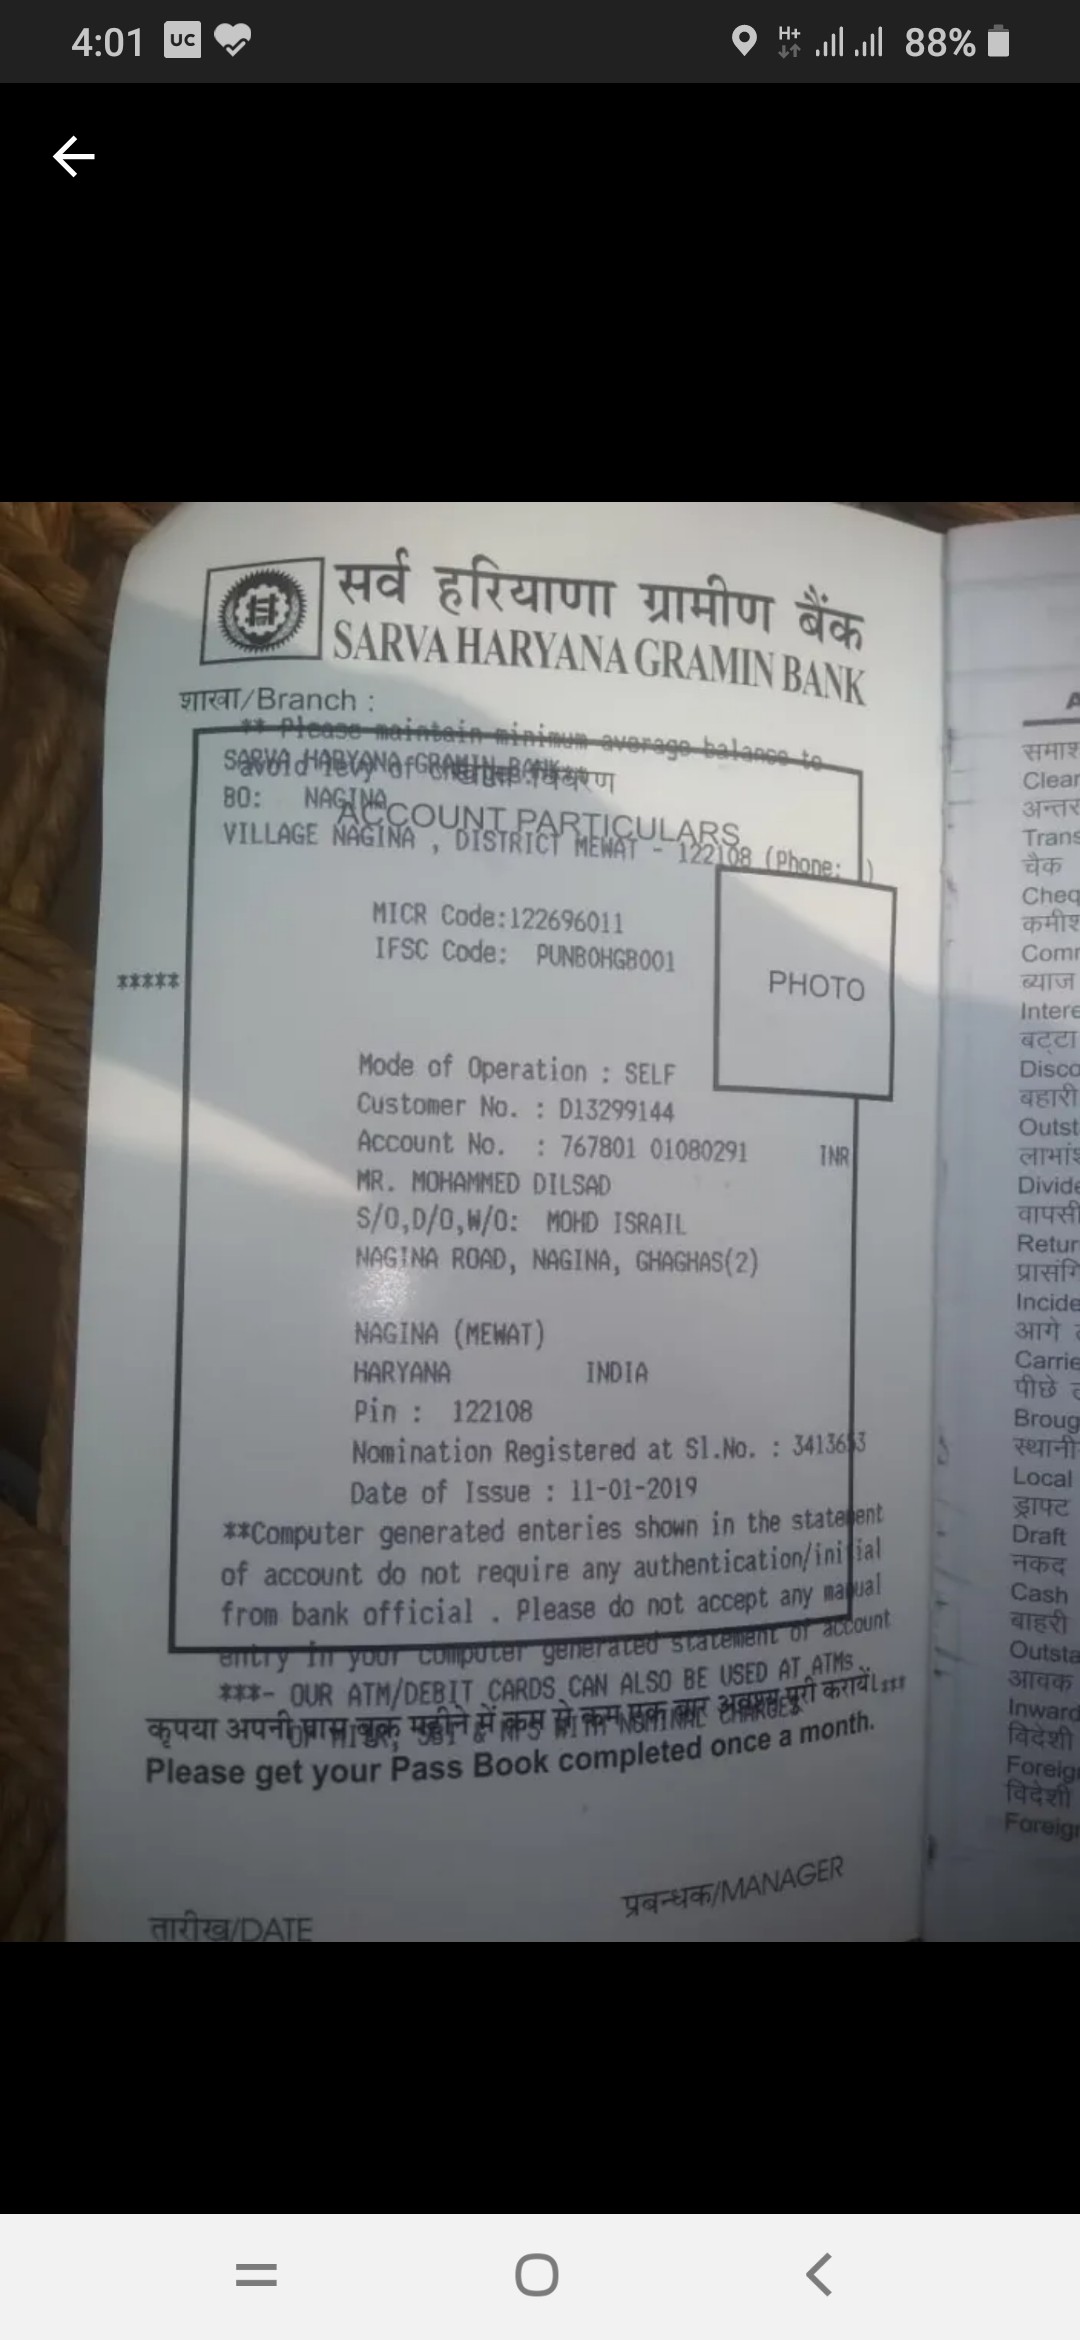 4:01 UC H+ 88%
सर्व हरियाणा ग्रामीण बैंक
SARVA HARYANA GRAMIN BANK
शाखा/Branch :
** Please maintain minimum average balance to
avoid levy of charges.
SARVA HARYANA GRAMIN BANK
खाता विवरण
BO: NAGINA
ACCOUNT PARTICULARS
VILLAGE NAGINA , DISTRICT MEWAT - 122108 (Phone: )
MICR Code:122696011
IFSC Code: PUNB0HGB001
PHOTO
*****
Mode of Operation : SELF
Customer No. : D13299144
Account No. : 767801 01080291 INR
MR. MOHAMMED DILSAD
S/O,D/O,W/O: MOHD ISRAIL
NAGINA ROAD, NAGINA, GHAGHAS(2)
NAGINA (MEWAT)
HARYANA INDIA
Pin : 122108
Nomination Registered at Sl.No. :
Date of Issue : 11-01-2019
**Computer generated enteries shown in the statement
of account do not require any authentication/initial
from bank official . Please do not accept any manual
entry in your computer generated statement of account
***- OUR ATM/DEBIT CARDS CAN ALSO BE USED AT ATMs
कृपया अपनी पास बुक महीने में कम से कम एक बार अवश्य पूरी करायें।***
WITH NOMINAL CHARGES
Please get your Pass Book completed once a month.
प्रबन्धक/MANAGER
तारीख/DATE
समाश
Clear
अन्तर
Trans
चैक
Cheq
कमीश
Comm
ब्याज
Intere
बट्टा
Disco
बहारी
Outst
लाभांश
Divide
वापसी
Retur
प्रासंगि
Incide
आगे
Carrie
पीछे
Broug
स्थानी
Local
ड्राफ्ट
Draft
नकद
Cash
बाहरी
Outsta
आवक
Inward
विदेशी
Foreig
विदेशी
Foreign